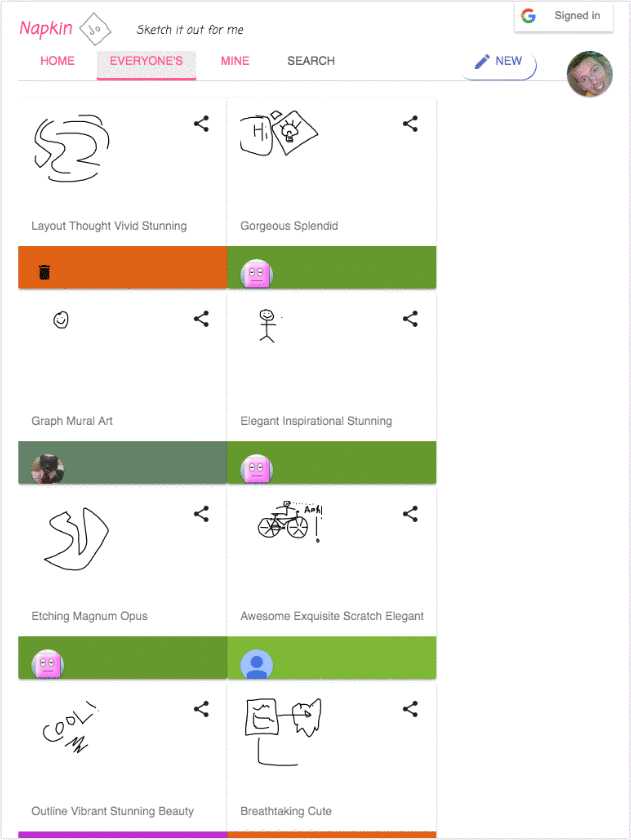 Napkin
Sketch it out for me
Signed in
HOME
EVERYONE'S
MINE
SEARCH
NEW
Hi
Layout Thought Vivid Stunning
Gorgeous Splendid
Graph Mural Art
Elegant Inspirational Stunning
Aah!
!
Etching Magnum Opus
Awesome Exquisite Scratch Elegant
COOL!
Outline Vibrant Stunning Beauty
Breathtaking Cute